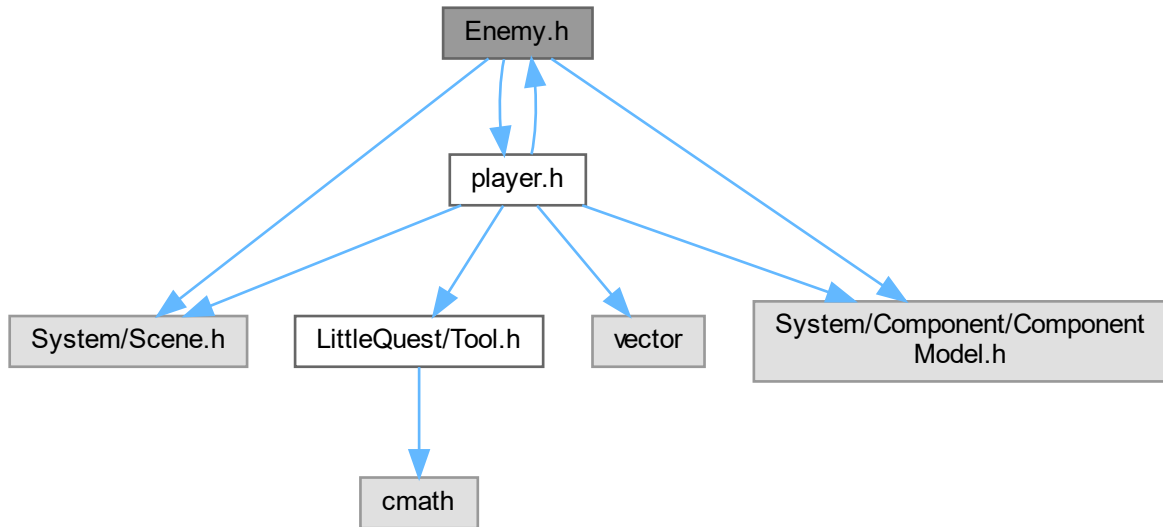 Enemy.h
player.h
System/Scene.h
LittleQuest/Tool.h
vector
System/Component/Component
Model.h
cmath